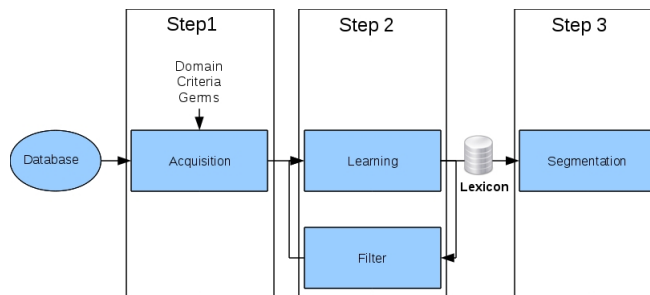 Step1
Step 2
Step 3
Domain
Criteria
Germs
Database
Acquisition
Learning
Lexicon
Segmentation
Filter